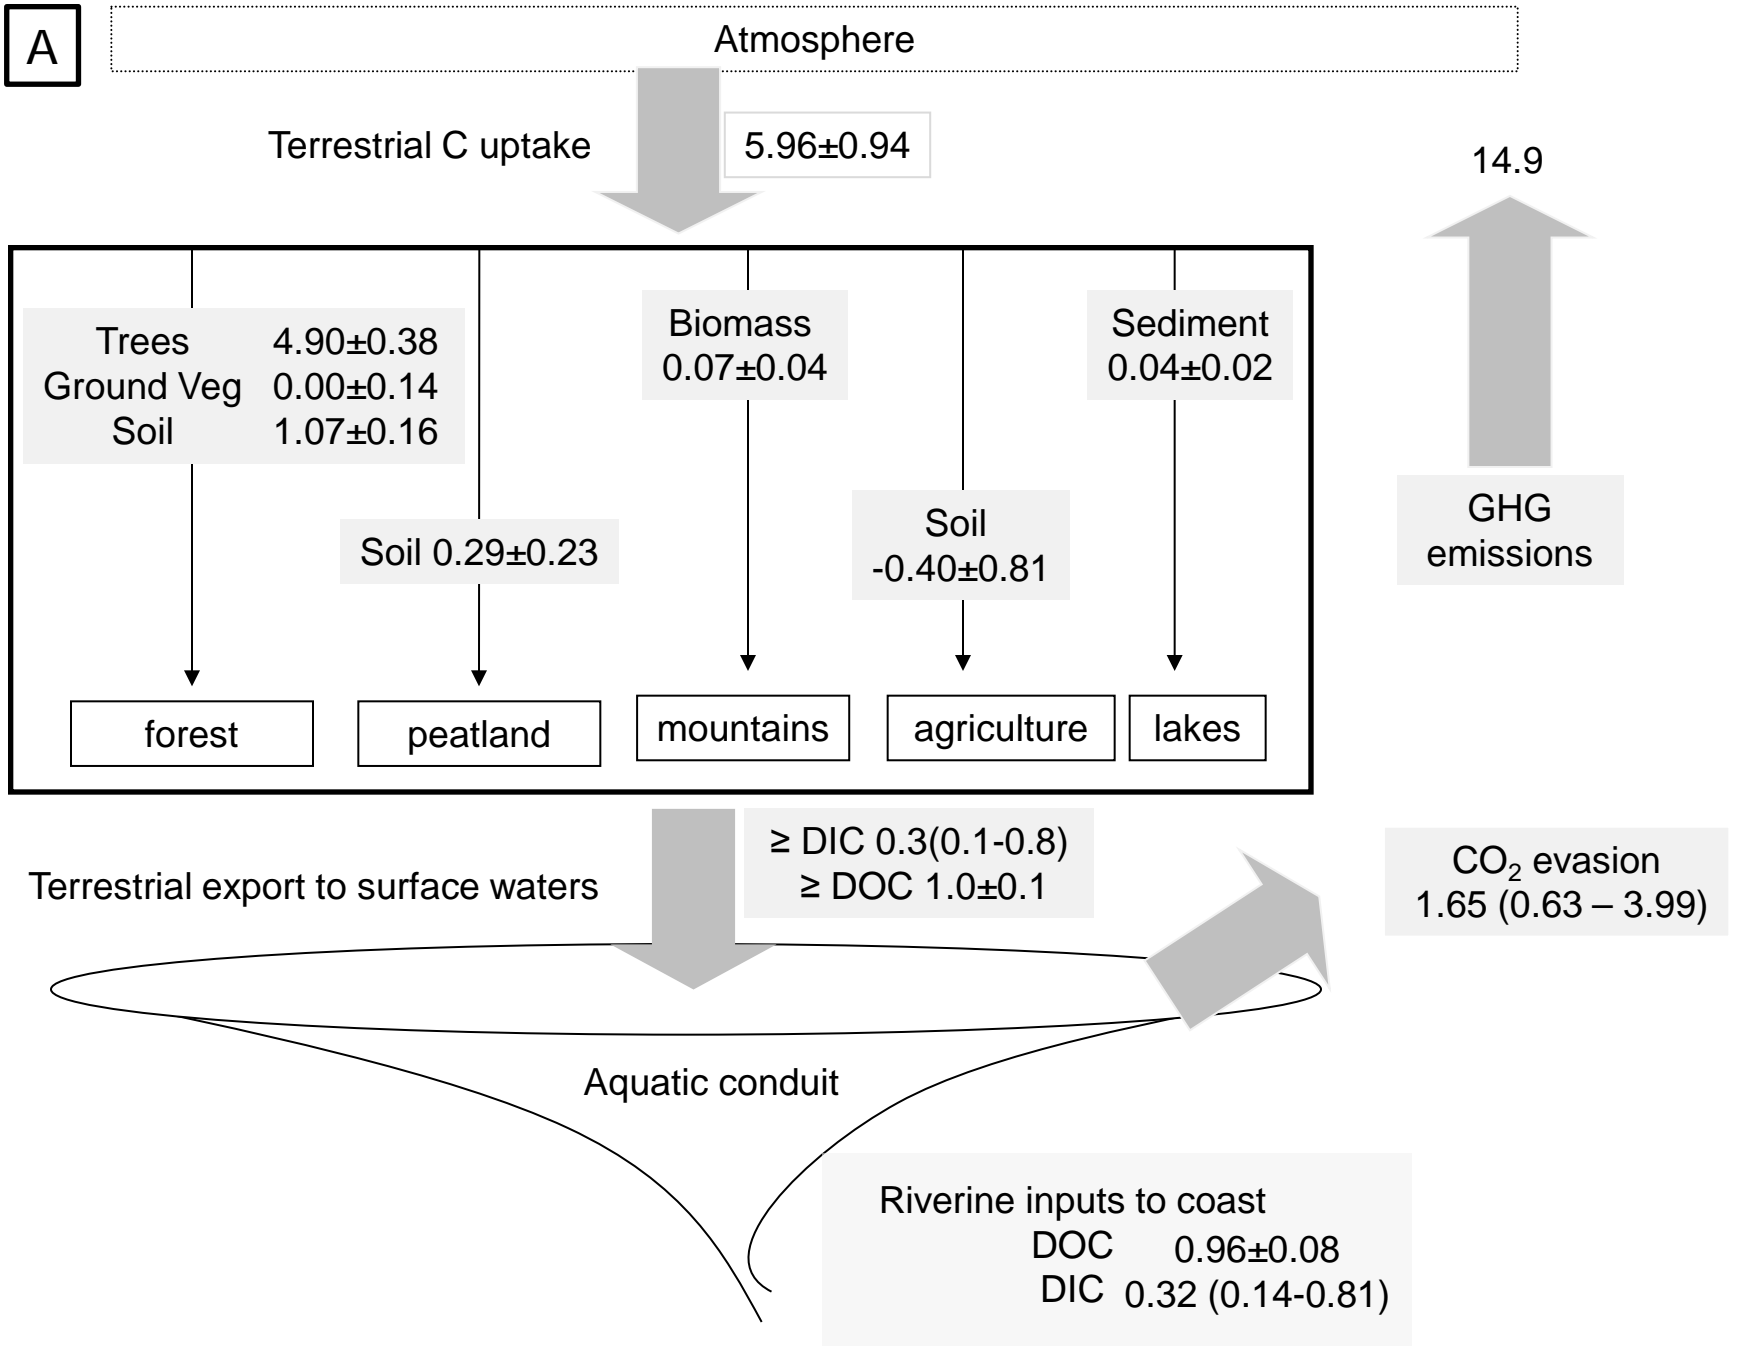 A
Atmosphere
Terrestrial C uptake
5.96±0.94
14.9
Trees 4.90±0.38
Ground Veg 0.00±0.14
Soil 1.07±0.16
Biomass
0.07±0.04
Sediment
0.04±0.02
Soil 0.29±0.23
Soil
-0.40±0.81
GHG
emissions
forest
peatland
mountains
agriculture
lakes
Terrestrial export to surface waters
≥ DIC 0.3(0.1-0.8)
≥ DOC 1.0±0.1
CO₂ evasion
1.65 (0.63 – 3.99)
Aquatic conduit
Riverine inputs to coast
DOC 0.96±0.08
DIC 0.32 (0.14-0.81)